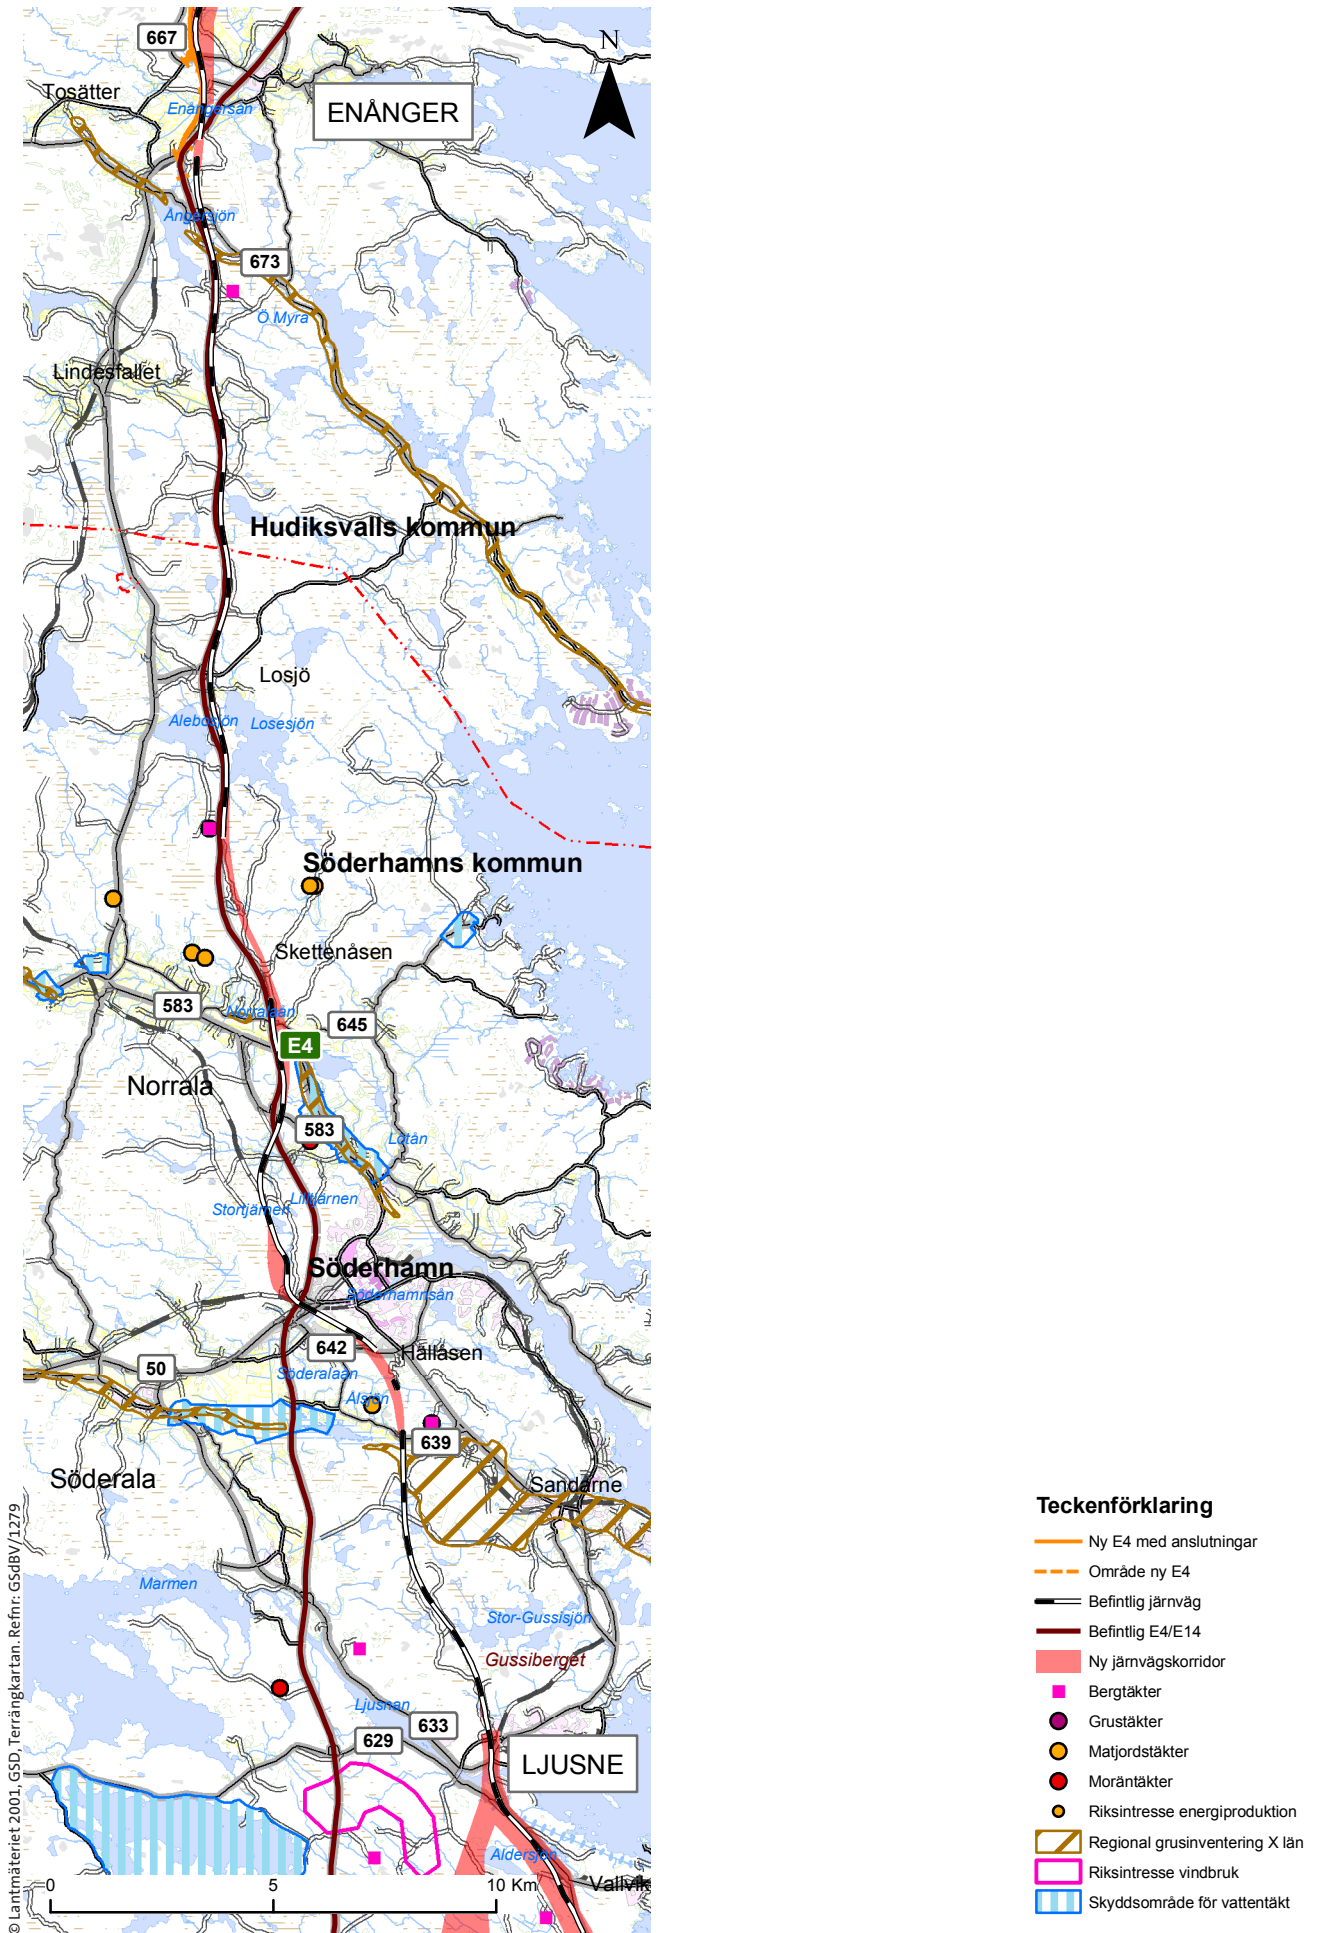 667
N
Tosätter
Enångersån
ENÅNGER
Ångersjön
673
Ö Myra
Lindesfallet
Hudiksvalls kommun
Losjö
Alebosjön
Losesjön
Söderhamns kommun
Skettenåsen
583
Norralaån
645
E4
Norrala
583
Lötån
Lilltjärnen
Stortjärnen
Söderhamn
Söderhamnsån
642
Hällåsen
50
Söderalaån
Ålsjön
639
Söderala
Sandarne
Marmen
Stor-Gussisjön
Gussiberget
Ljusnan
633
629
LJUSNE
Aldersjön
Vallvik
0
5
10 Km
© Lantmäteriet 2001, GSD, Terrängkartan. Refnr: GSdBV/1279
Teckenförklaring
Ny E4 med anslutningar
Område ny E4
Befintlig järnväg
Befintlig E4/E14
Ny järnvägskorridor
Bergtäkter
Grustäkter
Matjordstäkter
Moräntäkter
Riksintresse energiproduktion
Regional grusinventering X län
Riksintresse vindbruk
Skyddsområde för vattentäkt